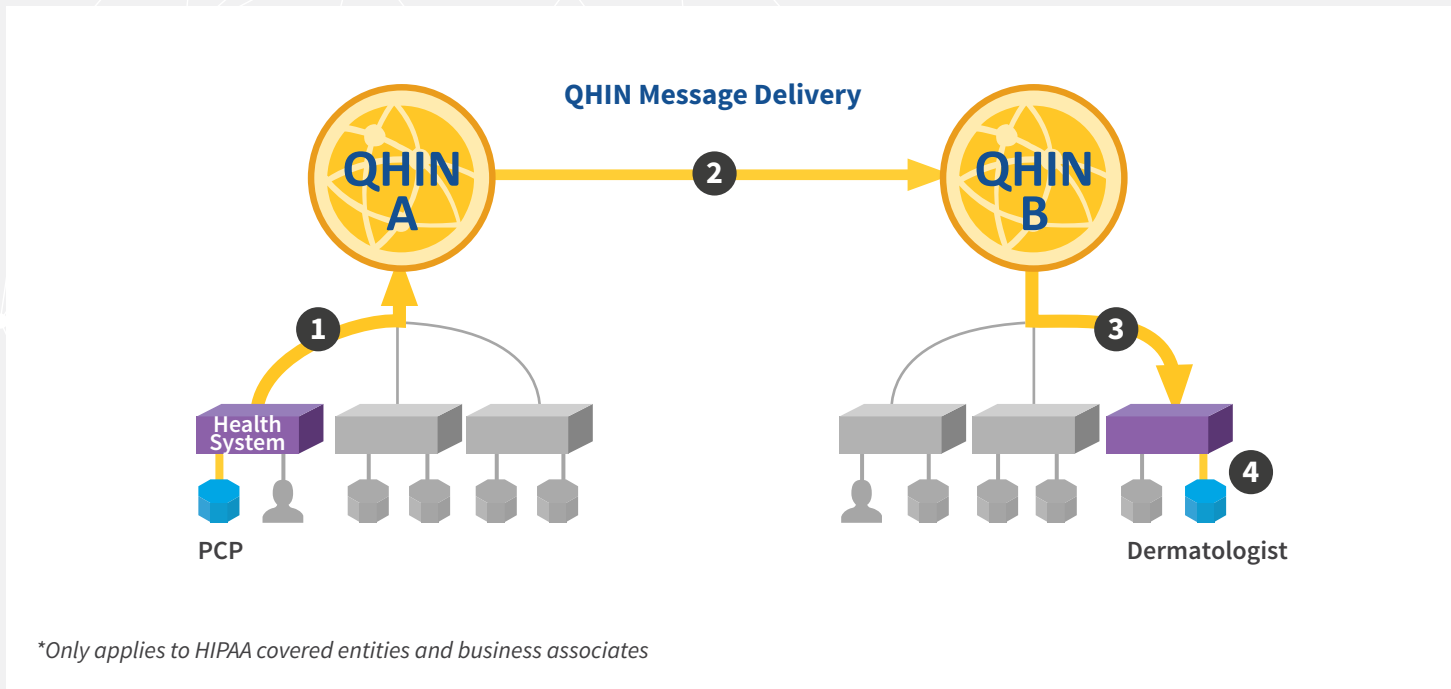 QHIN Message Delivery
QHIN
A
2
QHIN
B
1
3
Health
System
4
PCP
Dermatologist
*Only applies to HIPAA covered entities and business associates